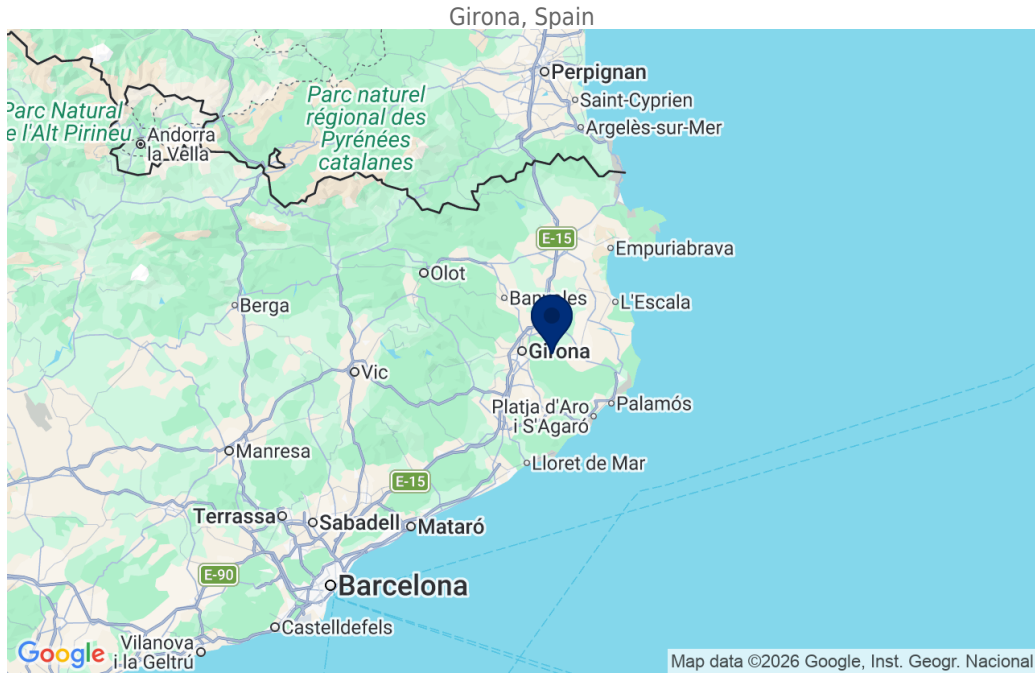 Girona, Spain
Perpignan
Saint-Cyprien
Argelès-sur-Mer
Parc naturel
régional des
Pyrénées
catalanes
Parc Natural
de l'Alt Pirineu
Andorra
la Vella
E-15
Empuriabrava
Olot
Banyoles
L'Escala
Berga
Girona
Vic
Platja d'Aro
i S'Agaró
Palamós
Manresa
Lloret de Mar
E-15
Terrassa
Sabadell
Mataró
E-90
Barcelona
Castelldefels
Vilanova
i la Geltrú
Google
Map data ©2026 Google, Inst. Geogr. Nacional